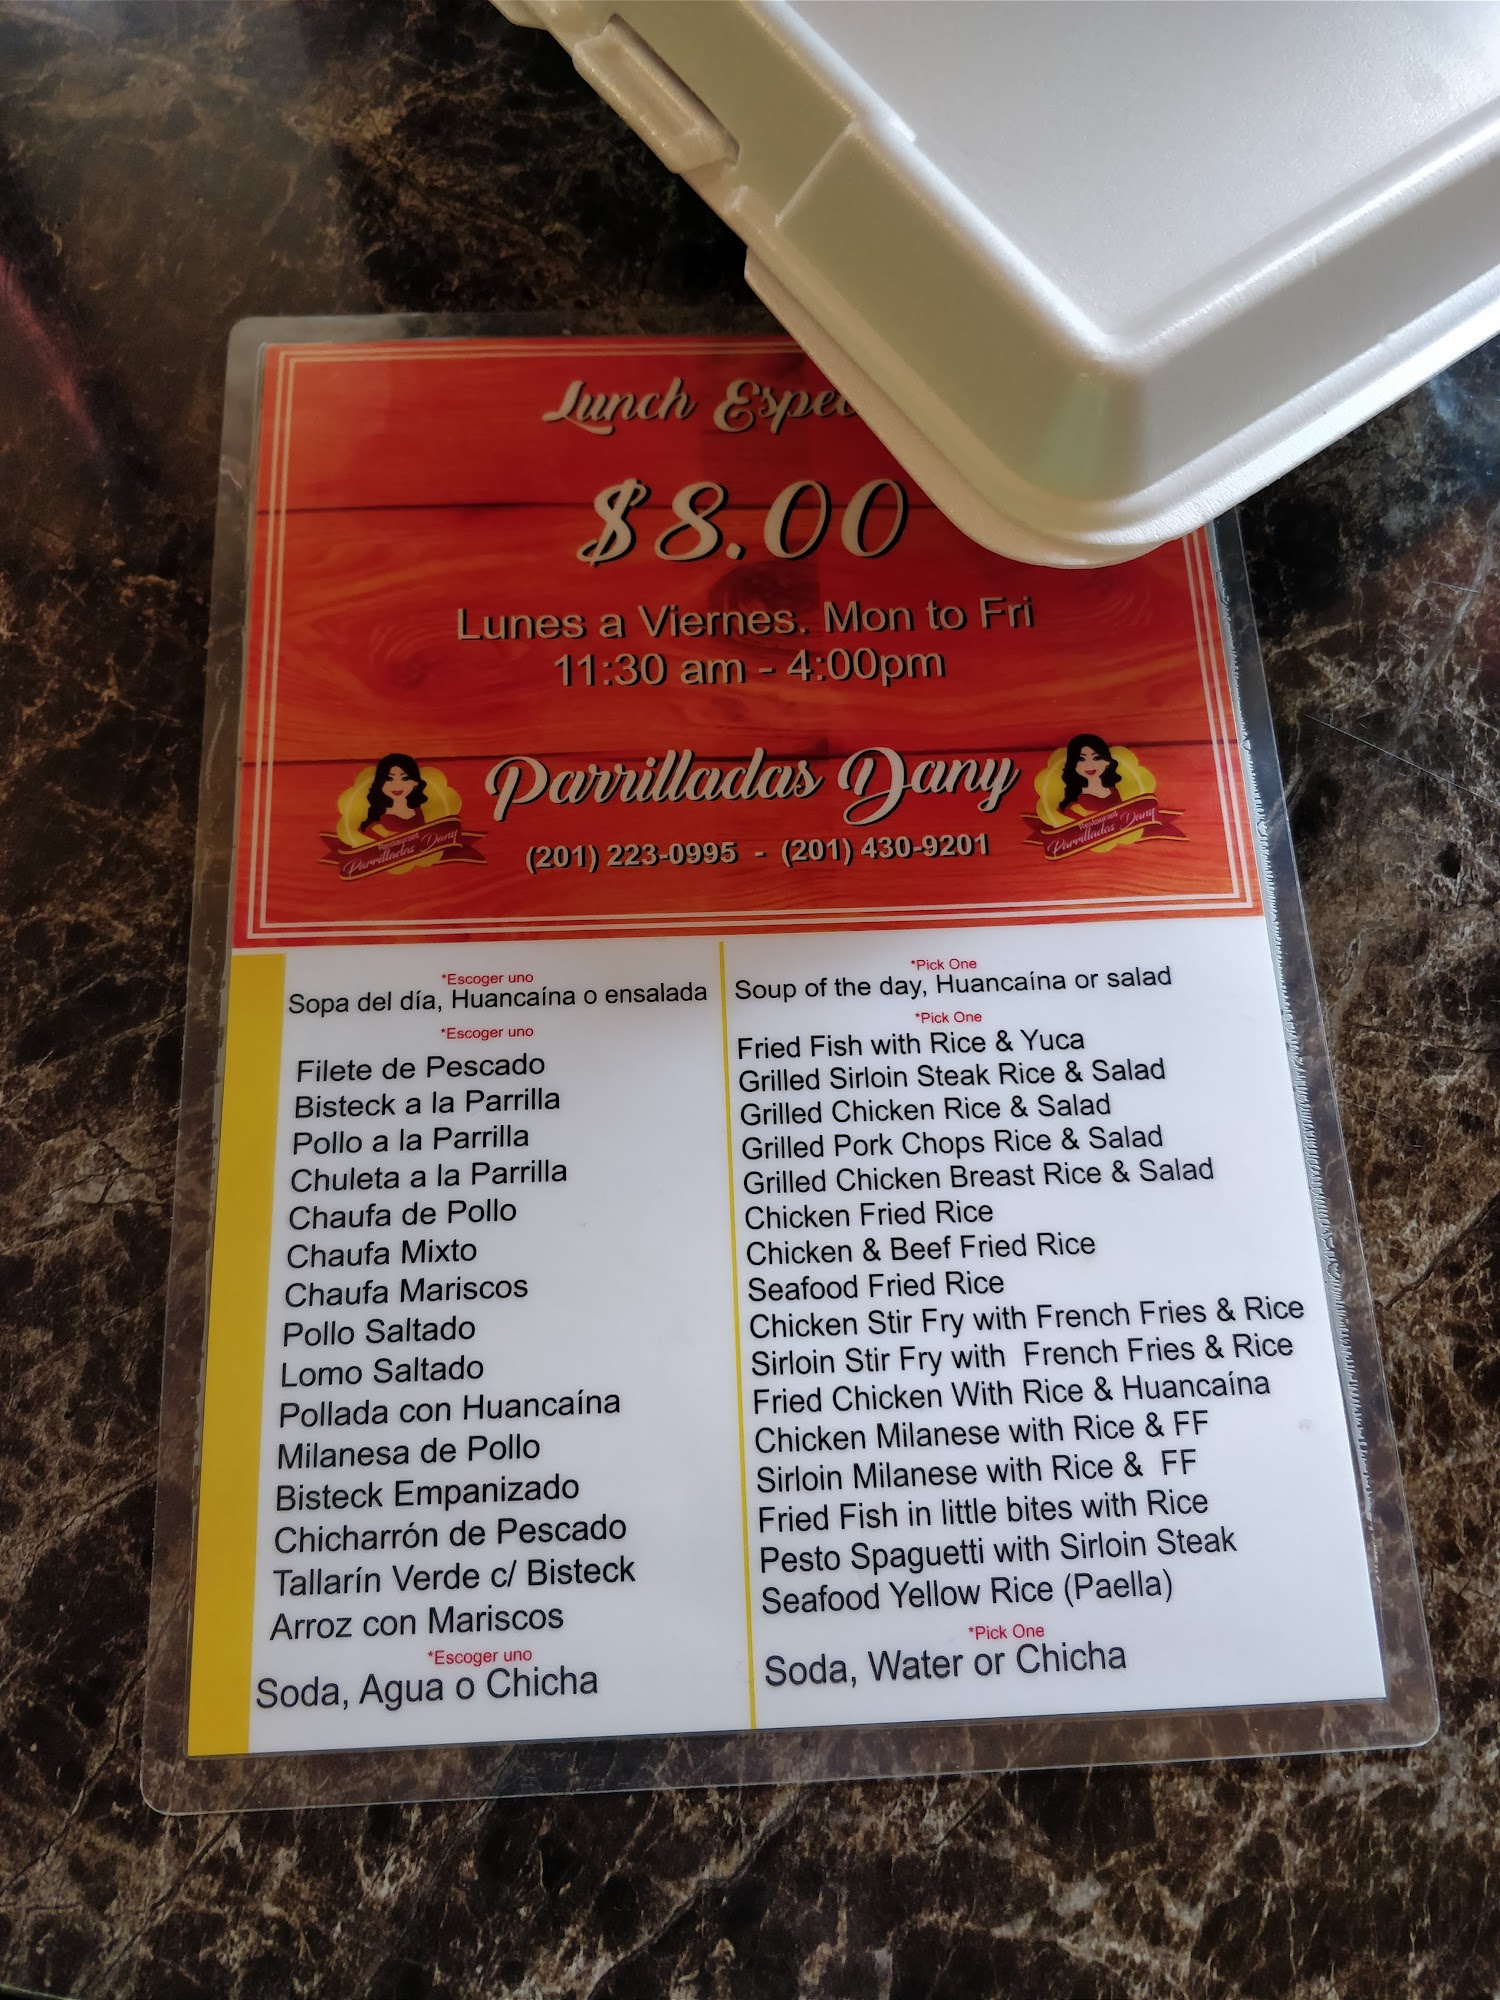 Lunch
$8.00
Lunes a Viernes. Mon to Fri
11:30 am - 4:00pm
Parrilladas Dany
Restaurant
Parrilladas Dany
Restaurant
Parrilladas Dany
(201) 223-0995 - (201) 430-9201
*Escoger uno
Sopa del día, Huancaína o ensalada
*Escoger uno
Filete de Pescado
Bisteck a la Parrilla
Pollo a la Parrilla
Chuleta a la Parrilla
Chaufa de Pollo
Chaufa Mixto
Chaufa Mariscos
Pollo Saltado
Lomo Saltado
Pollada con Huancaína
Milanesa de Pollo
Bisteck Empanizado
Chicharrón de Pescado
Tallarín Verde c/ Bisteck
Arroz con Mariscos
*Escoger uno
Soda, Agua o Chicha
*Pick One
Soup of the day, Huancaína or salad
*Pick One
Fried Fish with Rice & Yuca
Grilled Sirloin Steak Rice & Salad
Grilled Chicken Rice & Salad
Grilled Pork Chops Rice & Salad
Grilled Chicken Breast Rice & Salad
Chicken Fried Rice
Chicken & Beef Fried Rice
Seafood Fried Rice
Chicken Stir Fry with French Fries & Rice
Sirloin Stir Fry with French Fries & Rice
Fried Chicken With Rice & Huancaína
Chicken Milanese with Rice & FF
Sirloin Milanese with Rice & FF
Fried Fish in little bites with Rice
Pesto Spaguetti with Sirloin Steak
Seafood Yellow Rice (Paella)
*Pick One
Soda, Water or Chicha